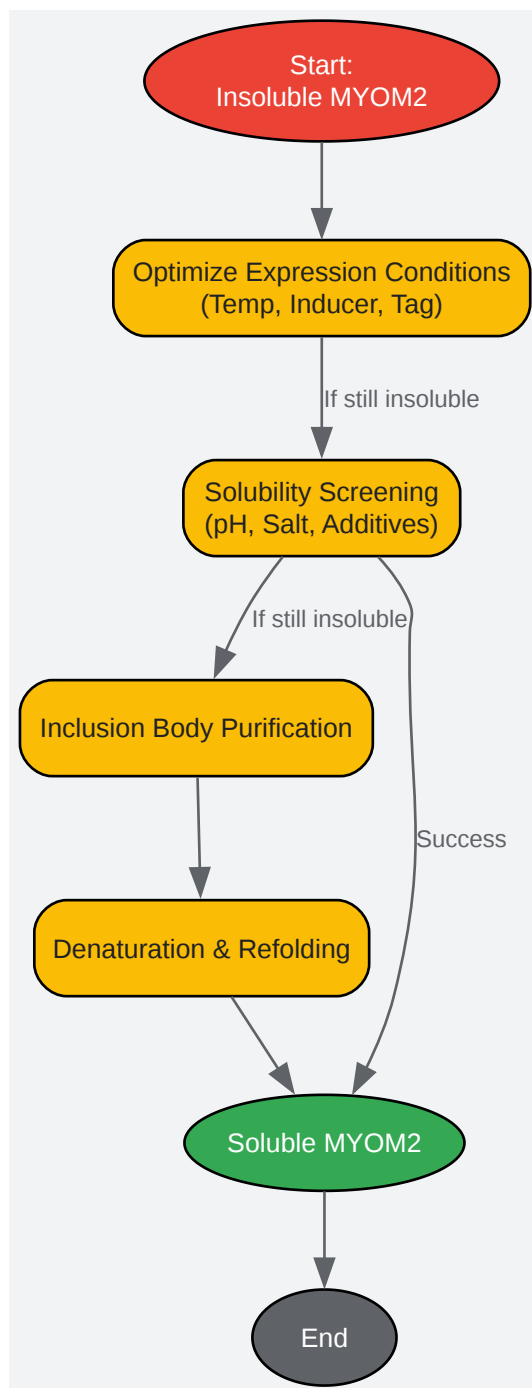 Start:
Insoluble MYOM2
Optimize Expression Conditions
(Temp, Inducer, Tag)
If still insoluble
Solubility Screening
(pH, Salt, Additives)
If still insoluble
Inclusion Body Purification
Success
Denaturation & Refolding
Soluble MYOM2
End